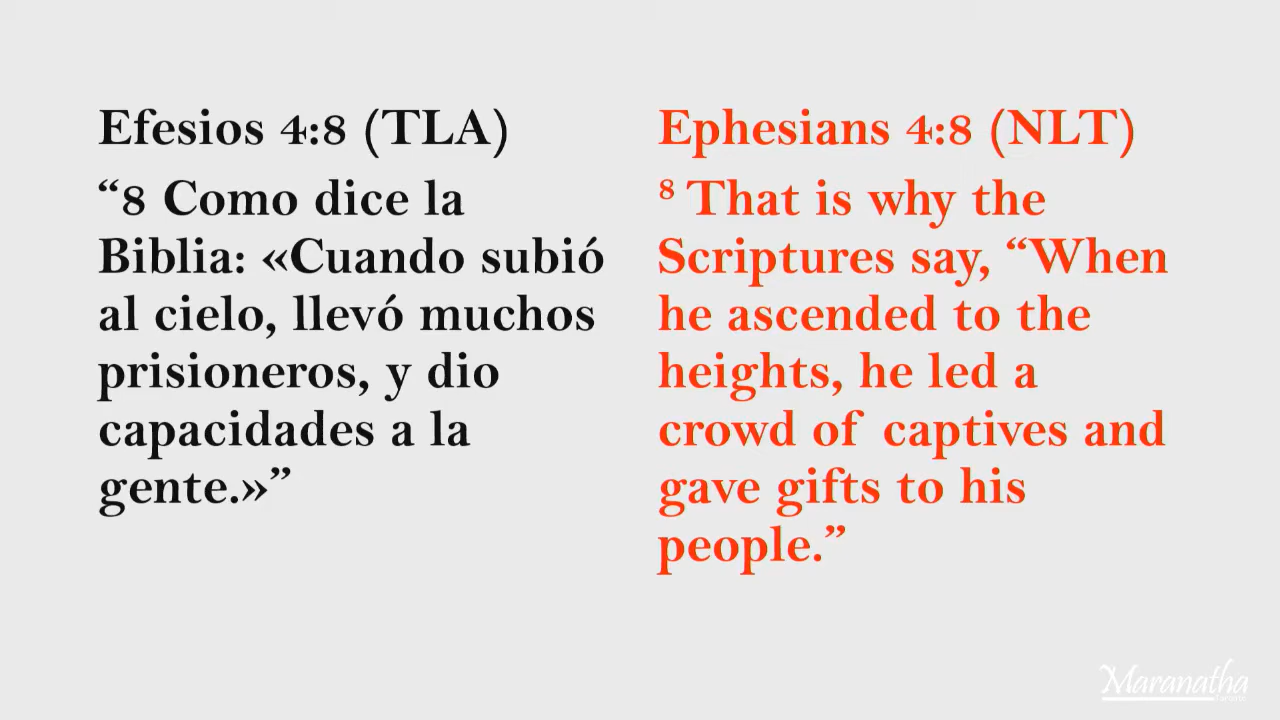 Efesios 4:8 (TLA)
“8 Como dice la
Biblia: «Cuando subió
al cielo, llevó muchos
prisioneros, y dio
capacidades a la
gente.»”
Ephesians 4:8 (NLT)
⁸ That is why the
Scriptures say, “When
he ascended to the
heights, he led a
crowd of captives and
gave gifts to his
people.”
Maranatha